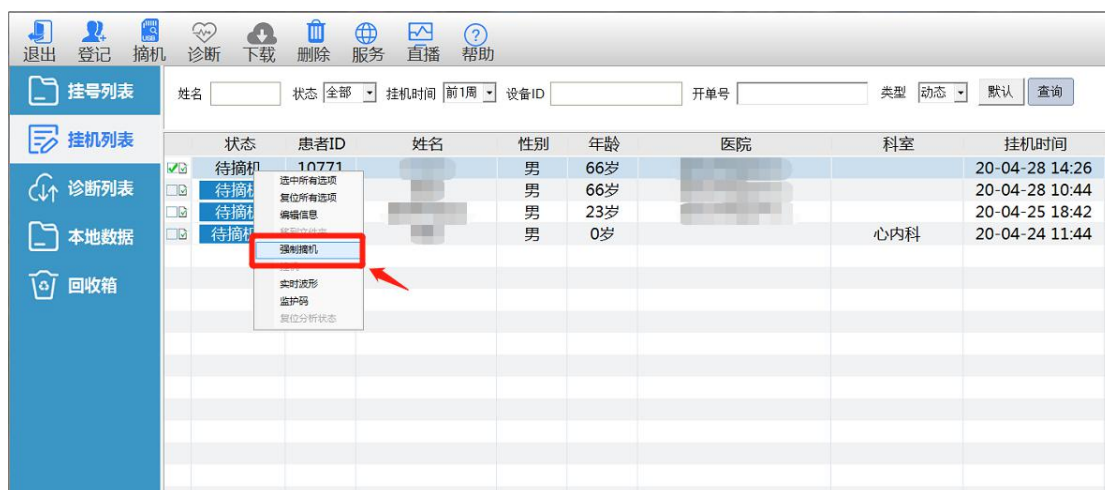 退出 登记 摘机 诊断 下载 删除 服务 直播 帮助
挂号列表
姓名 状态 全部 挂机时间 前1周 设备ID 开单号 类型 动态 默认 查询
挂机列表
状态 患者ID 姓名 性别 年龄 医院 科室 挂机时间
待摘机 10771 男 66岁 20-04-28 14:26
待摘机 男 66岁 20-04-28 10:44
待摘机 男 23岁 20-04-25 18:42
待摘机 男 0岁 心内科 20-04-24 11:44
选中所有选项
复位所有选项
编辑信息
强制摘机
实时波形
监护码
复位分析状态
诊断列表
本地数据
回收箱